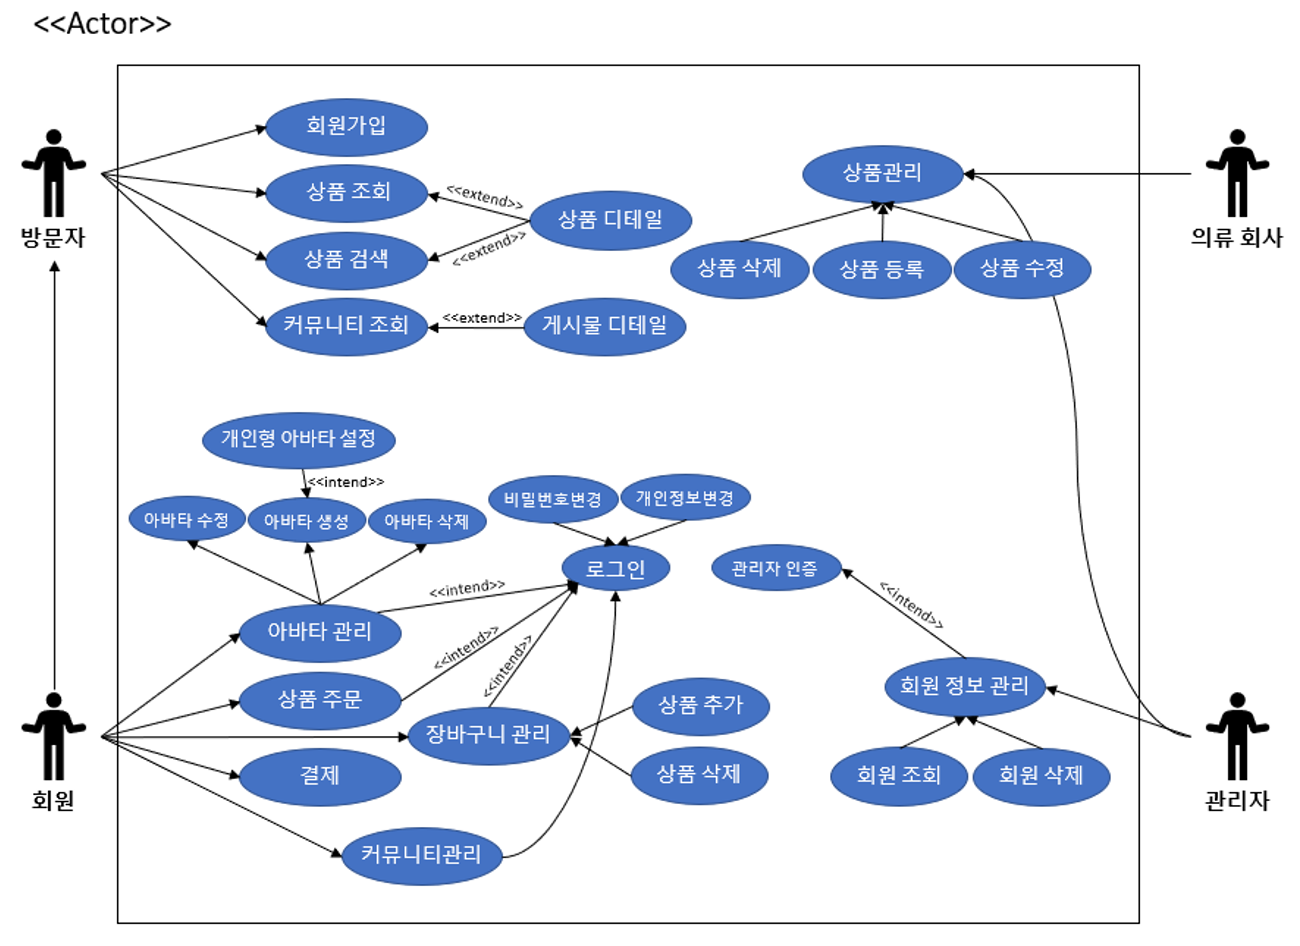 <<Actor>>
회원가입
상품 조회
<<extend>>
상품 디테일
상품 검색
<<extend>>
커뮤니티 조회
<<extend>>
게시물 디테일
방문자
상품관리
상품 삭제
상품 등록
상품 수정
의류 회사
개인형 아바타 설정
<<intend>>
아바타 수정
아바타 생성
아바타 삭제
비밀번호변경
개인정보변경
로그인
관리자 인증
<<intend>>
<<intend>>
아바타 관리
<<intend>>
<<intend>>
회원 정보 관리
상품 주문
상품 추가
장바구니 관리
결제
상품 삭제
회원 조회
회원 삭제
회원
관리자
커뮤니티관리